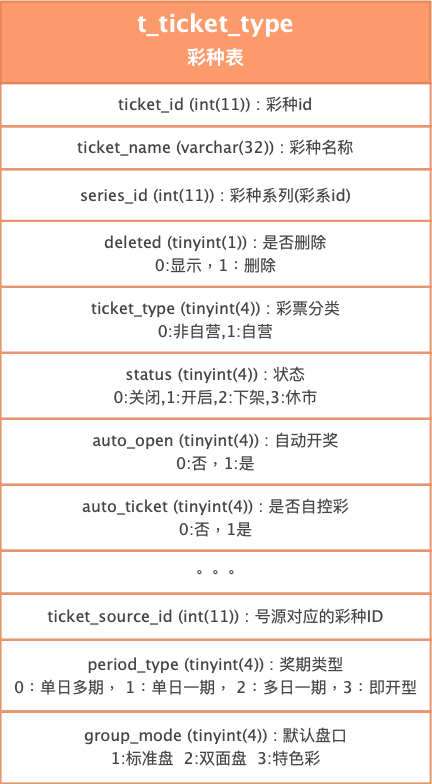 t_ticket_type
彩种表
ticket_id (int(11)) : 彩种id
ticket_name (varchar(32)) : 彩种名称
series_id (int(11)) : 彩种系列(彩系id)
deleted (tinyint(1)) : 是否删除
0:显示，1：删除
ticket_type (tinyint(4)) : 彩票分类
0:非自营,1:自营
status (tinyint(4)) : 状态
0:关闭,1:开启,2:下架,3:休市
auto_open (tinyint(4)) : 自动开奖
0:否，1:是
auto_ticket (tinyint(4)) : 是否自控彩
0:否，1是
。。。
ticket_source_id (int(11)) : 号源对应的彩种ID
period_type (tinyint(4)) : 奖期类型
0：单日多期， 1：单日一期， 2：多日一期，3：即开型
group_mode (tinyint(4)) : 默认盘口
1:标准盘 2:双面盘 3:特色彩